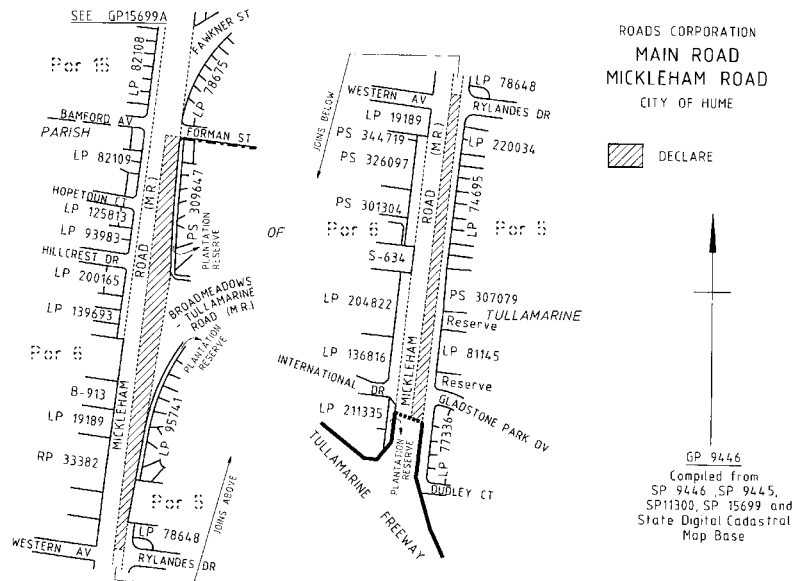 SEE GP15699A
FAWKNER ST
Por 15
LP 82108
LP 78675
BAMFORD AV
FORMAN ST
PARISH
LP 82109
(M.R.)
PS 309647
HOPETOUN CT
LP 125813
LP 93983
PLANTATION
RESERVE
HILLCREST DR
ROAD
LP 200165
BROADMEADOWS
- TULLAMARINE
ROAD (M.R.)
LP 139693
PLANTATION
RESERVE
Por 6
B-913
MICKLEHAM
LP 19189
LP 95741
RP 33382
Por 5
JOINS ABOVE
LP 78648
WESTERN AV
RYLANDES DR
OF
JOINS BELOW
WESTERN AV
LP 78648
RYLANDES DR
LP 19189
PS 344719
(M.R.)
LP 220034
PS 326097
LP 74695
PS 301304
ROAD
Por 6
Por 5
S-634
LP 204822
PS 307079
TULLAMARINE
Reserve
LP 136816
LP 81145
MICKLEHAM
INTERNATIONAL
DR
Reserve
LP 211335
GLADSTONE PARK DV
PLANTATION
RESERVE
LP 77336
DUDLEY CT
TULLAMARINE
FREEWAY
ROADS CORPORATION
MAIN ROAD
MICKLEHAM ROAD
CITY OF HUME
DECLARE
GP 9446
Compiled from
SP 9446 ,SP 9445,
SP11300, SP 15699 and
State Digital Cadastral
Map Base